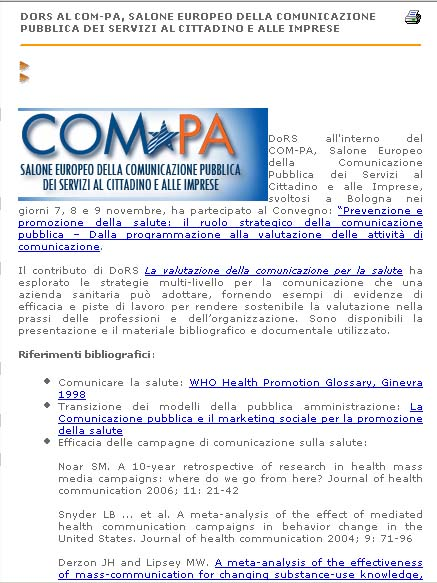 DORS AL COM-PA, SALONE EUROPEO DELLA COMUNICAZIONE
PUBBLICA DEI SERVIZI AL CITTADINO E ALLE IMPRESE
COM PA
SALONE EUROPEO DELLA COMUNICAZIONE PUBBLICA
DEI SERVIZI AL CITTADINO E ALLE IMPRESE
DoRS all'interno del
COM-PA, Salone Europeo
della Comunicazione
Pubblica dei Servizi al
Cittadino e alle Imprese,
svoltosi a Bologna nei
giorni 7, 8 e 9 novembre, ha partecipato al Convegno: “Prevenzione e
promozione della salute: il ruolo strategico della comunicazione
pubblica – Dalla programmazione alla valutazione delle attività di
comunicazione.
Il contributo di DoRS La valutazione della comunicazione per la salute ha
esplorato le strategie multi-livello per la comunicazione che una
azienda sanitaria può adottare, fornendo esempi di evidenze di
efficacia e piste di lavoro per rendere sostenibile la valutazione nella
prassi delle professioni e dell’organizzazione. Sono disponibili la
presentazione e il materiale bibliografico e documentale utilizzato.
Riferimenti bibliografici:
Comunicare la salute: WHO Health Promotion Glossary, Ginevra
1998
Transizione dei modelli della pubblica amministrazione: La
Comunicazione pubblica e il marketing sociale per la promozione
della salute
Efficacia delle campagne di comunicazione sulla salute:
Noar SM. A 10-year retrospective of research in health mass
media campaigns: where do we go from here? Journal of health
communication 2006; 11: 21-42
Snyder LB ... et al. A meta-analysis of the effect of mediated
health communication campaigns in behavior change in the
United States. Journal of health communication 2004; 9: 71-96
Derzon JH and Lipsey MW. A meta-analysis of the effectiveness
of mass-communication for changing substance-use knowledge,